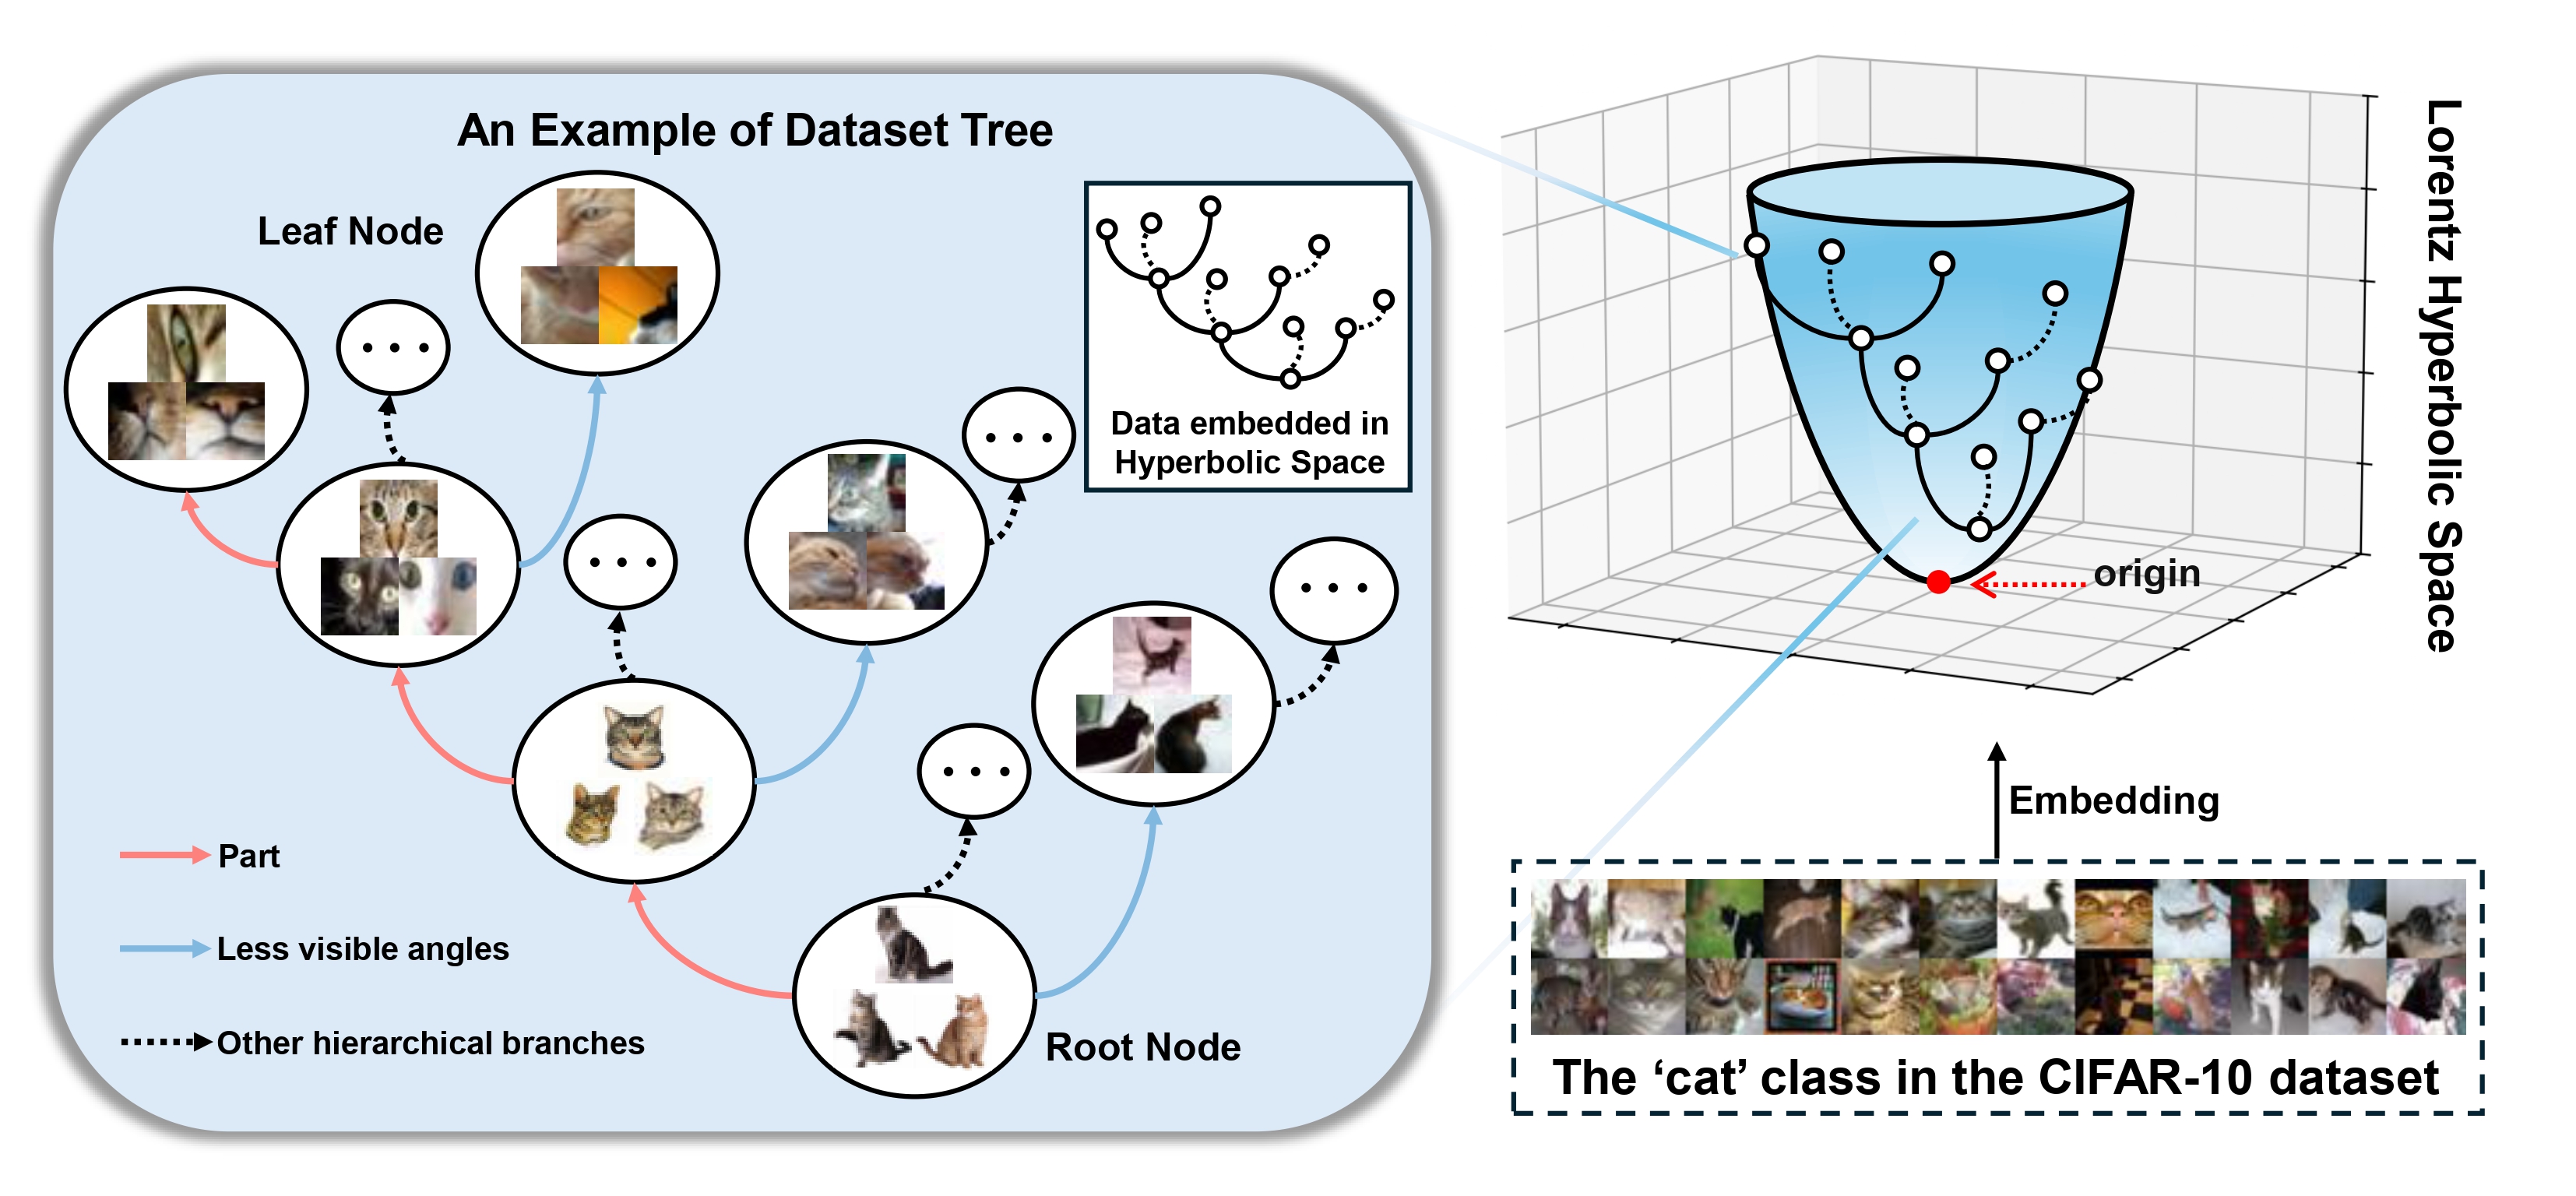 An Example of Dataset Tree
Leaf Node
Data embedded in
Hyperbolic Space
Part
Less visible angles
Other hierarchical branches
Root Node
Lorentz Hyperbolic Space
origin
Embedding
The ‘cat’ class in the CIFAR-10 dataset